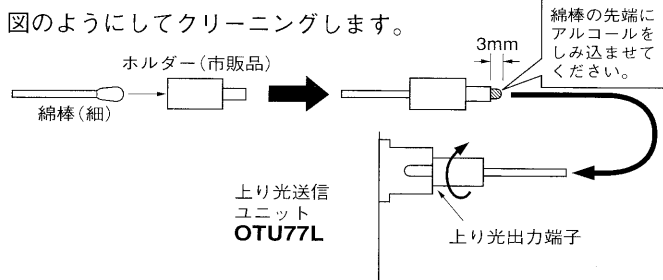 図のようにしてクリーニングします。
綿棒の先端に
アルコールを
しみ込ませて
ください。
3mm
ホルダー(市販品)
綿棒(細)
上り光送信
ユニット
OTU77L
上り光出力端子